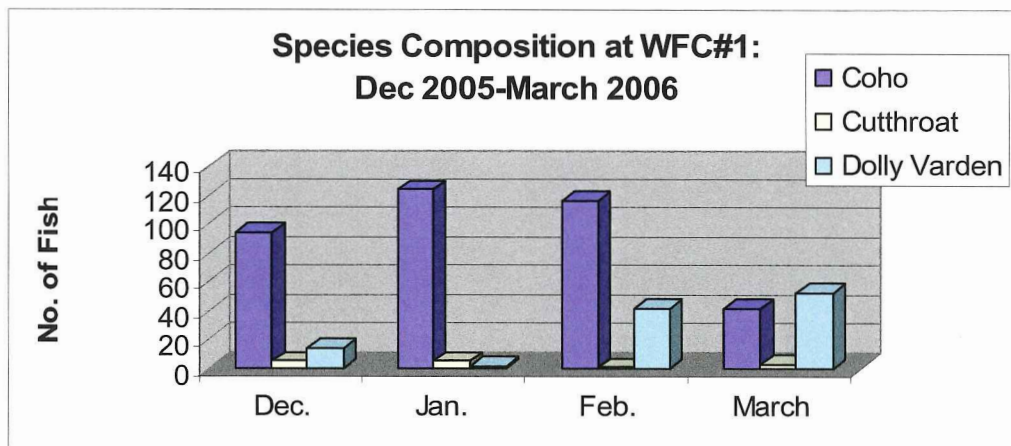 Species Composition at WFC#1:
Dec 2005-March 2006
Coho
Cutthroat
Dolly Varden
No. of Fish
140
120
100
80
60
40
20
0
Dec.
Jan.
Feb.
March